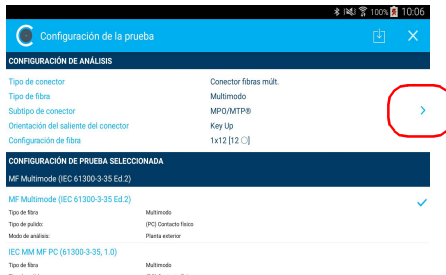 100% 10:06
Configuración de la prueba
CONFIGURACIÓN DE ANÁLISIS
Tipo de conector Conector fibras múlt.
Tipo de fibra Multimodo
Subtipo de conector MPO/MTP®
Orientación del saliente del conector Key Up
Configuración de fibra 1x12 [12 ○]
CONFIGURACIÓN DE PRUEBA SELECCIONADA
MF Multimode (IEC 61300-3-35 Ed.2)
MF Multimode (IEC 61300-3-35 Ed.2)
Tipo de fibra Multimodo
Tipo de pulido: (PC) Contacto físico
Modo de análisis: Planta exterior
IEC MM MF PC (61300-3-35, 1.0)
Tipo de fibra Multimodo